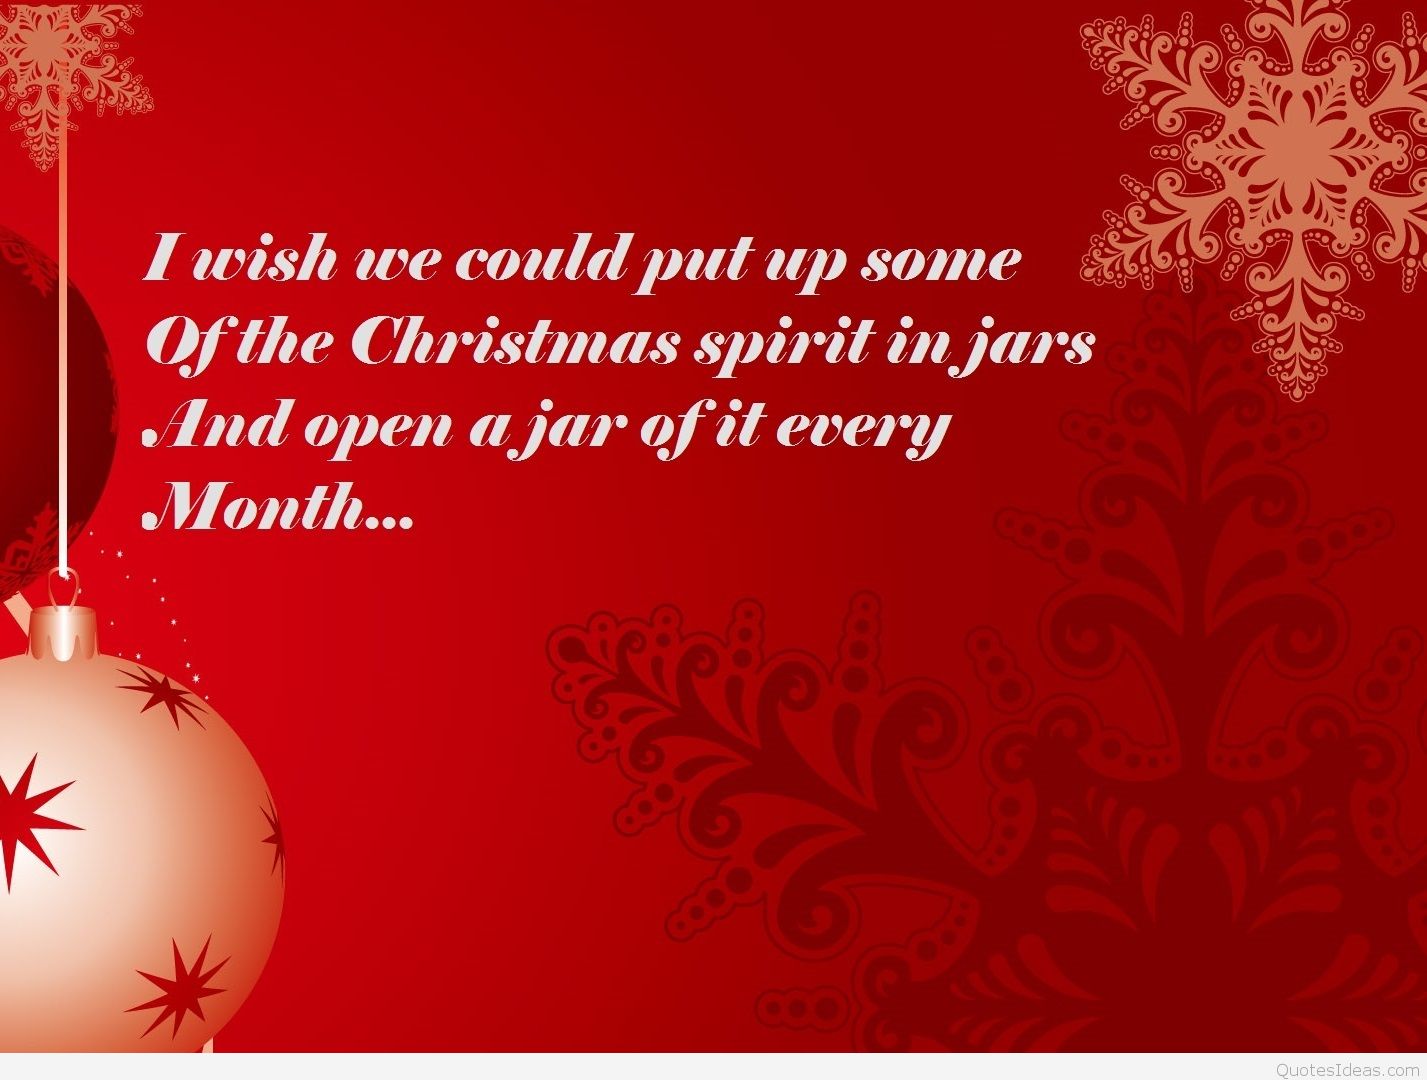 I wish we could put up some
Of the Christmas spirit in jars
And open a jar of it every
Month...
QuotesIdeas.com